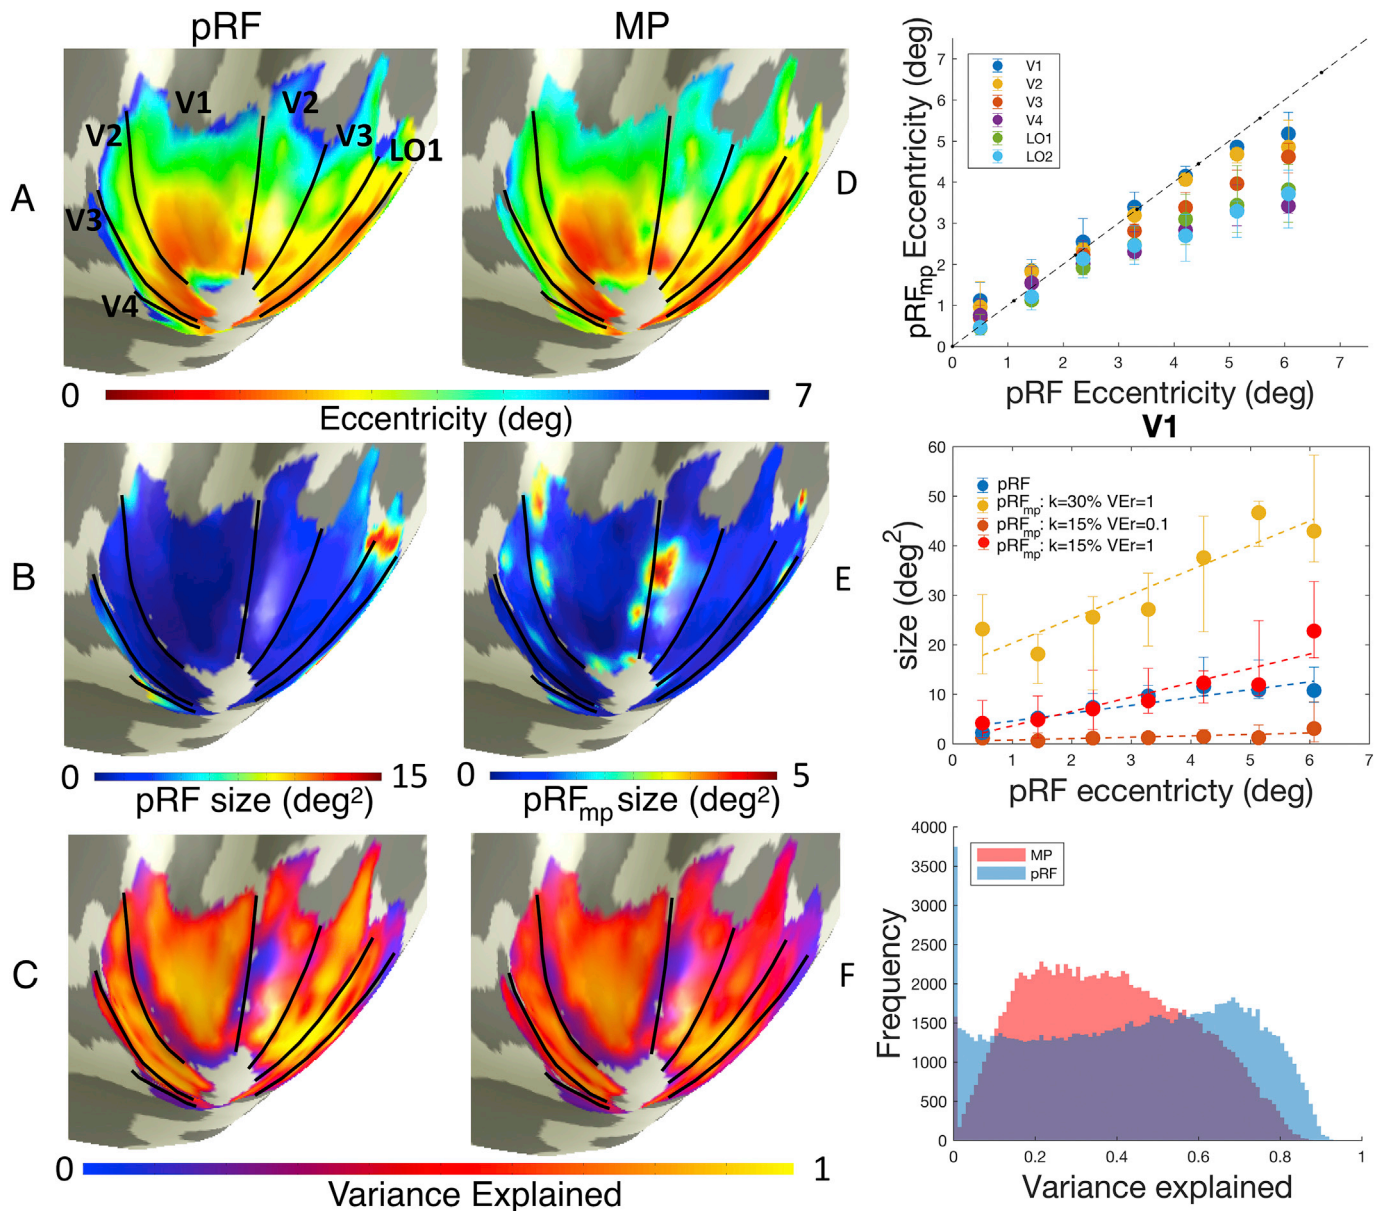 pRF
MP
A
V1
V2
V2
V3
LO1
V3
V4
0
7
Eccentricity (deg)
B
0
15
pRF size (deg²)
0
5
pRFmp size (deg²)
C
0
1
Variance Explained
D
pRFmp Eccentricity (deg)
7
6
5
4
3
2
1
0
V1
V2
V3
V4
LO1
LO2
0 1 2 3 4 5 6 7
pRF Eccentricity (deg)
E
V1
size (deg²)
60
50
40
30
20
10
0
pRF
pRFmp: k=30% VEr=1
pRFmp: k=15% VEr=0.1
pRFmp: k=15% VEr=1
0 1 2 3 4 5 6 7
pRF eccentricty (deg)
F
Frequency
4000
3500
3000
2500
2000
1500
1000
500
0
MP
pRF
0 0.2 0.4 0.6 0.8 1
Variance explained